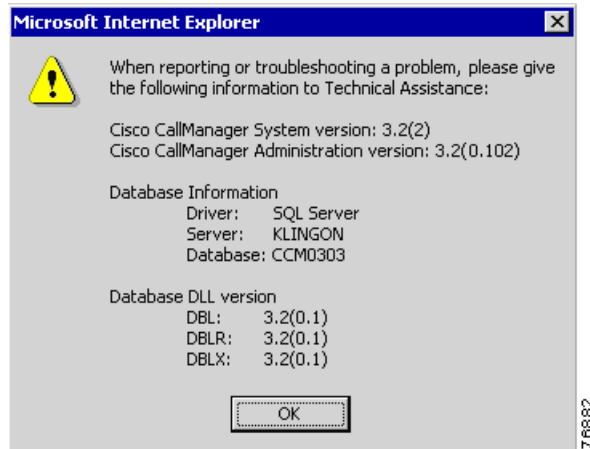 Microsoft Internet Explorer
When reporting or troubleshooting a problem, please give
the following information to Technical Assistance:
Cisco CallManager System version: 3.2(2)
Cisco CallManager Administration version: 3.2(0.102)
Database Information
Driver: SQL Server
Server: KLINGON
Database: CCM0303
Database DLL version
DBL: 3.2(0.1)
DBLR: 3.2(0.1)
DBLX: 3.2(0.1)
OK
76882